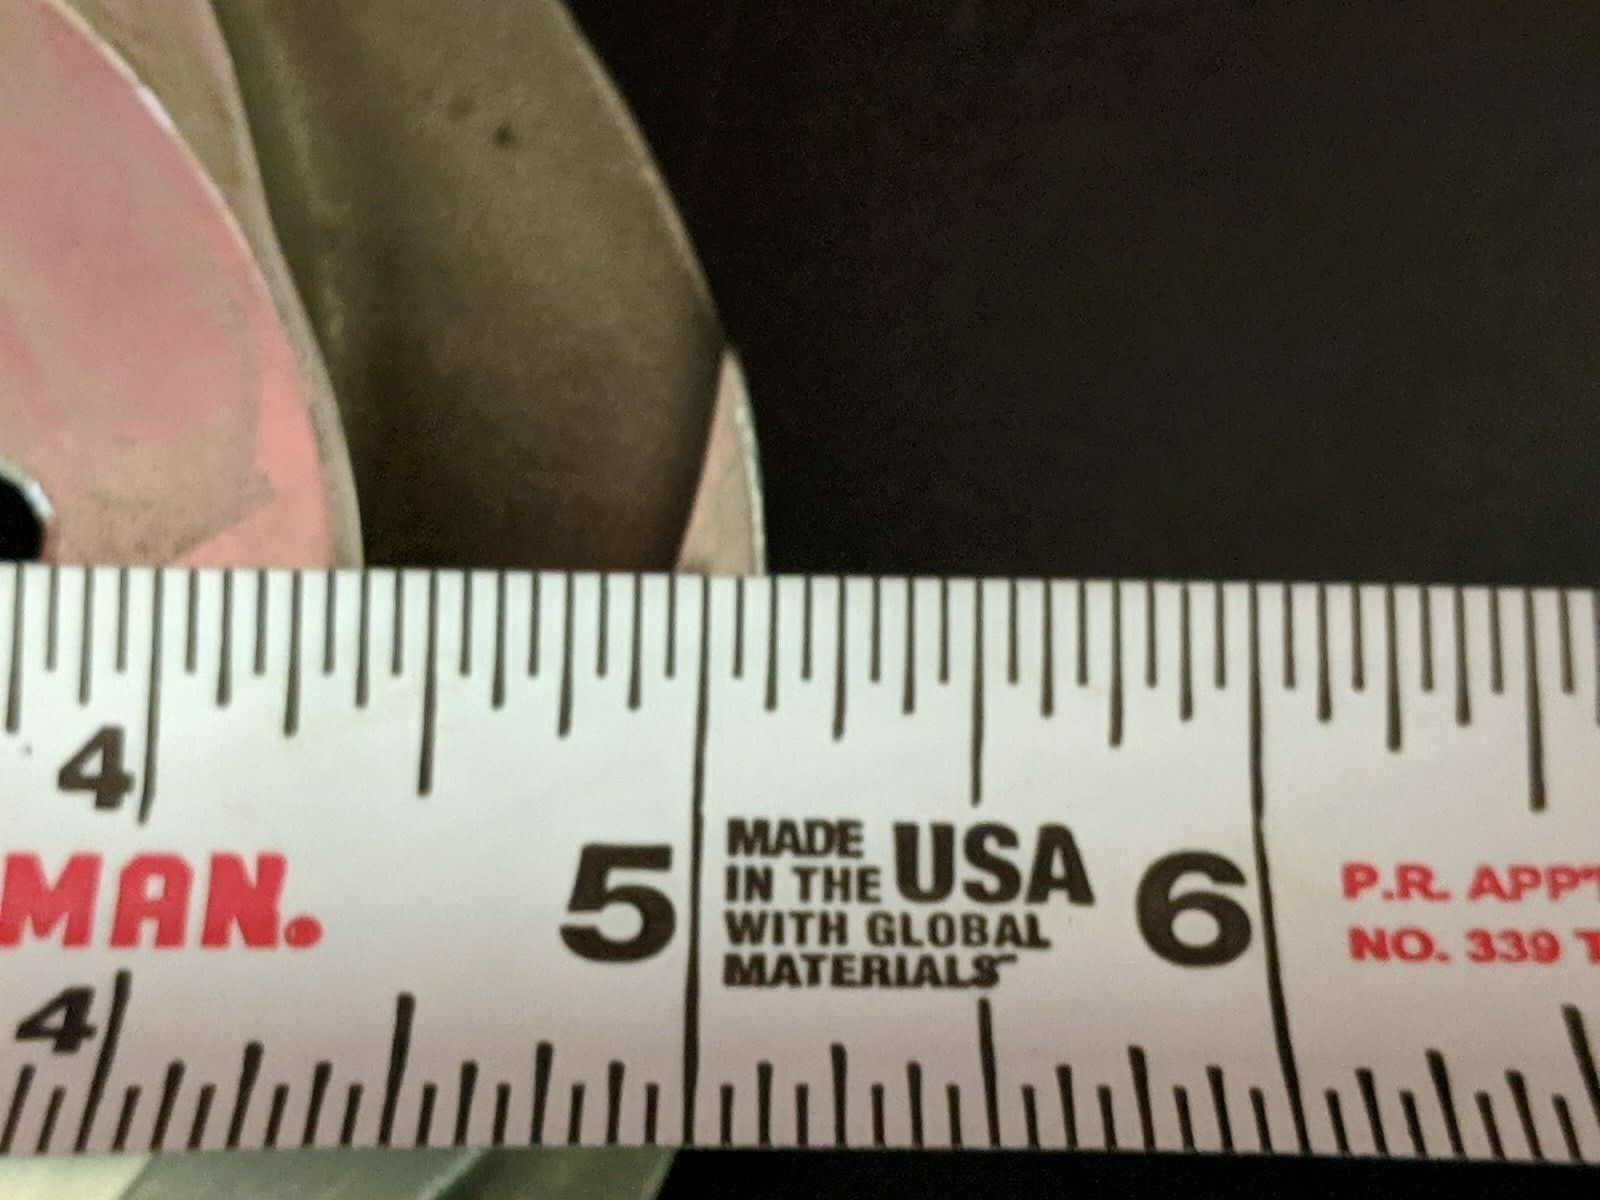 4
MAN.
5
MADE
IN THE USA
WITH GLOBAL
MATERIALS
6
P.R. APP'
NO. 339
4